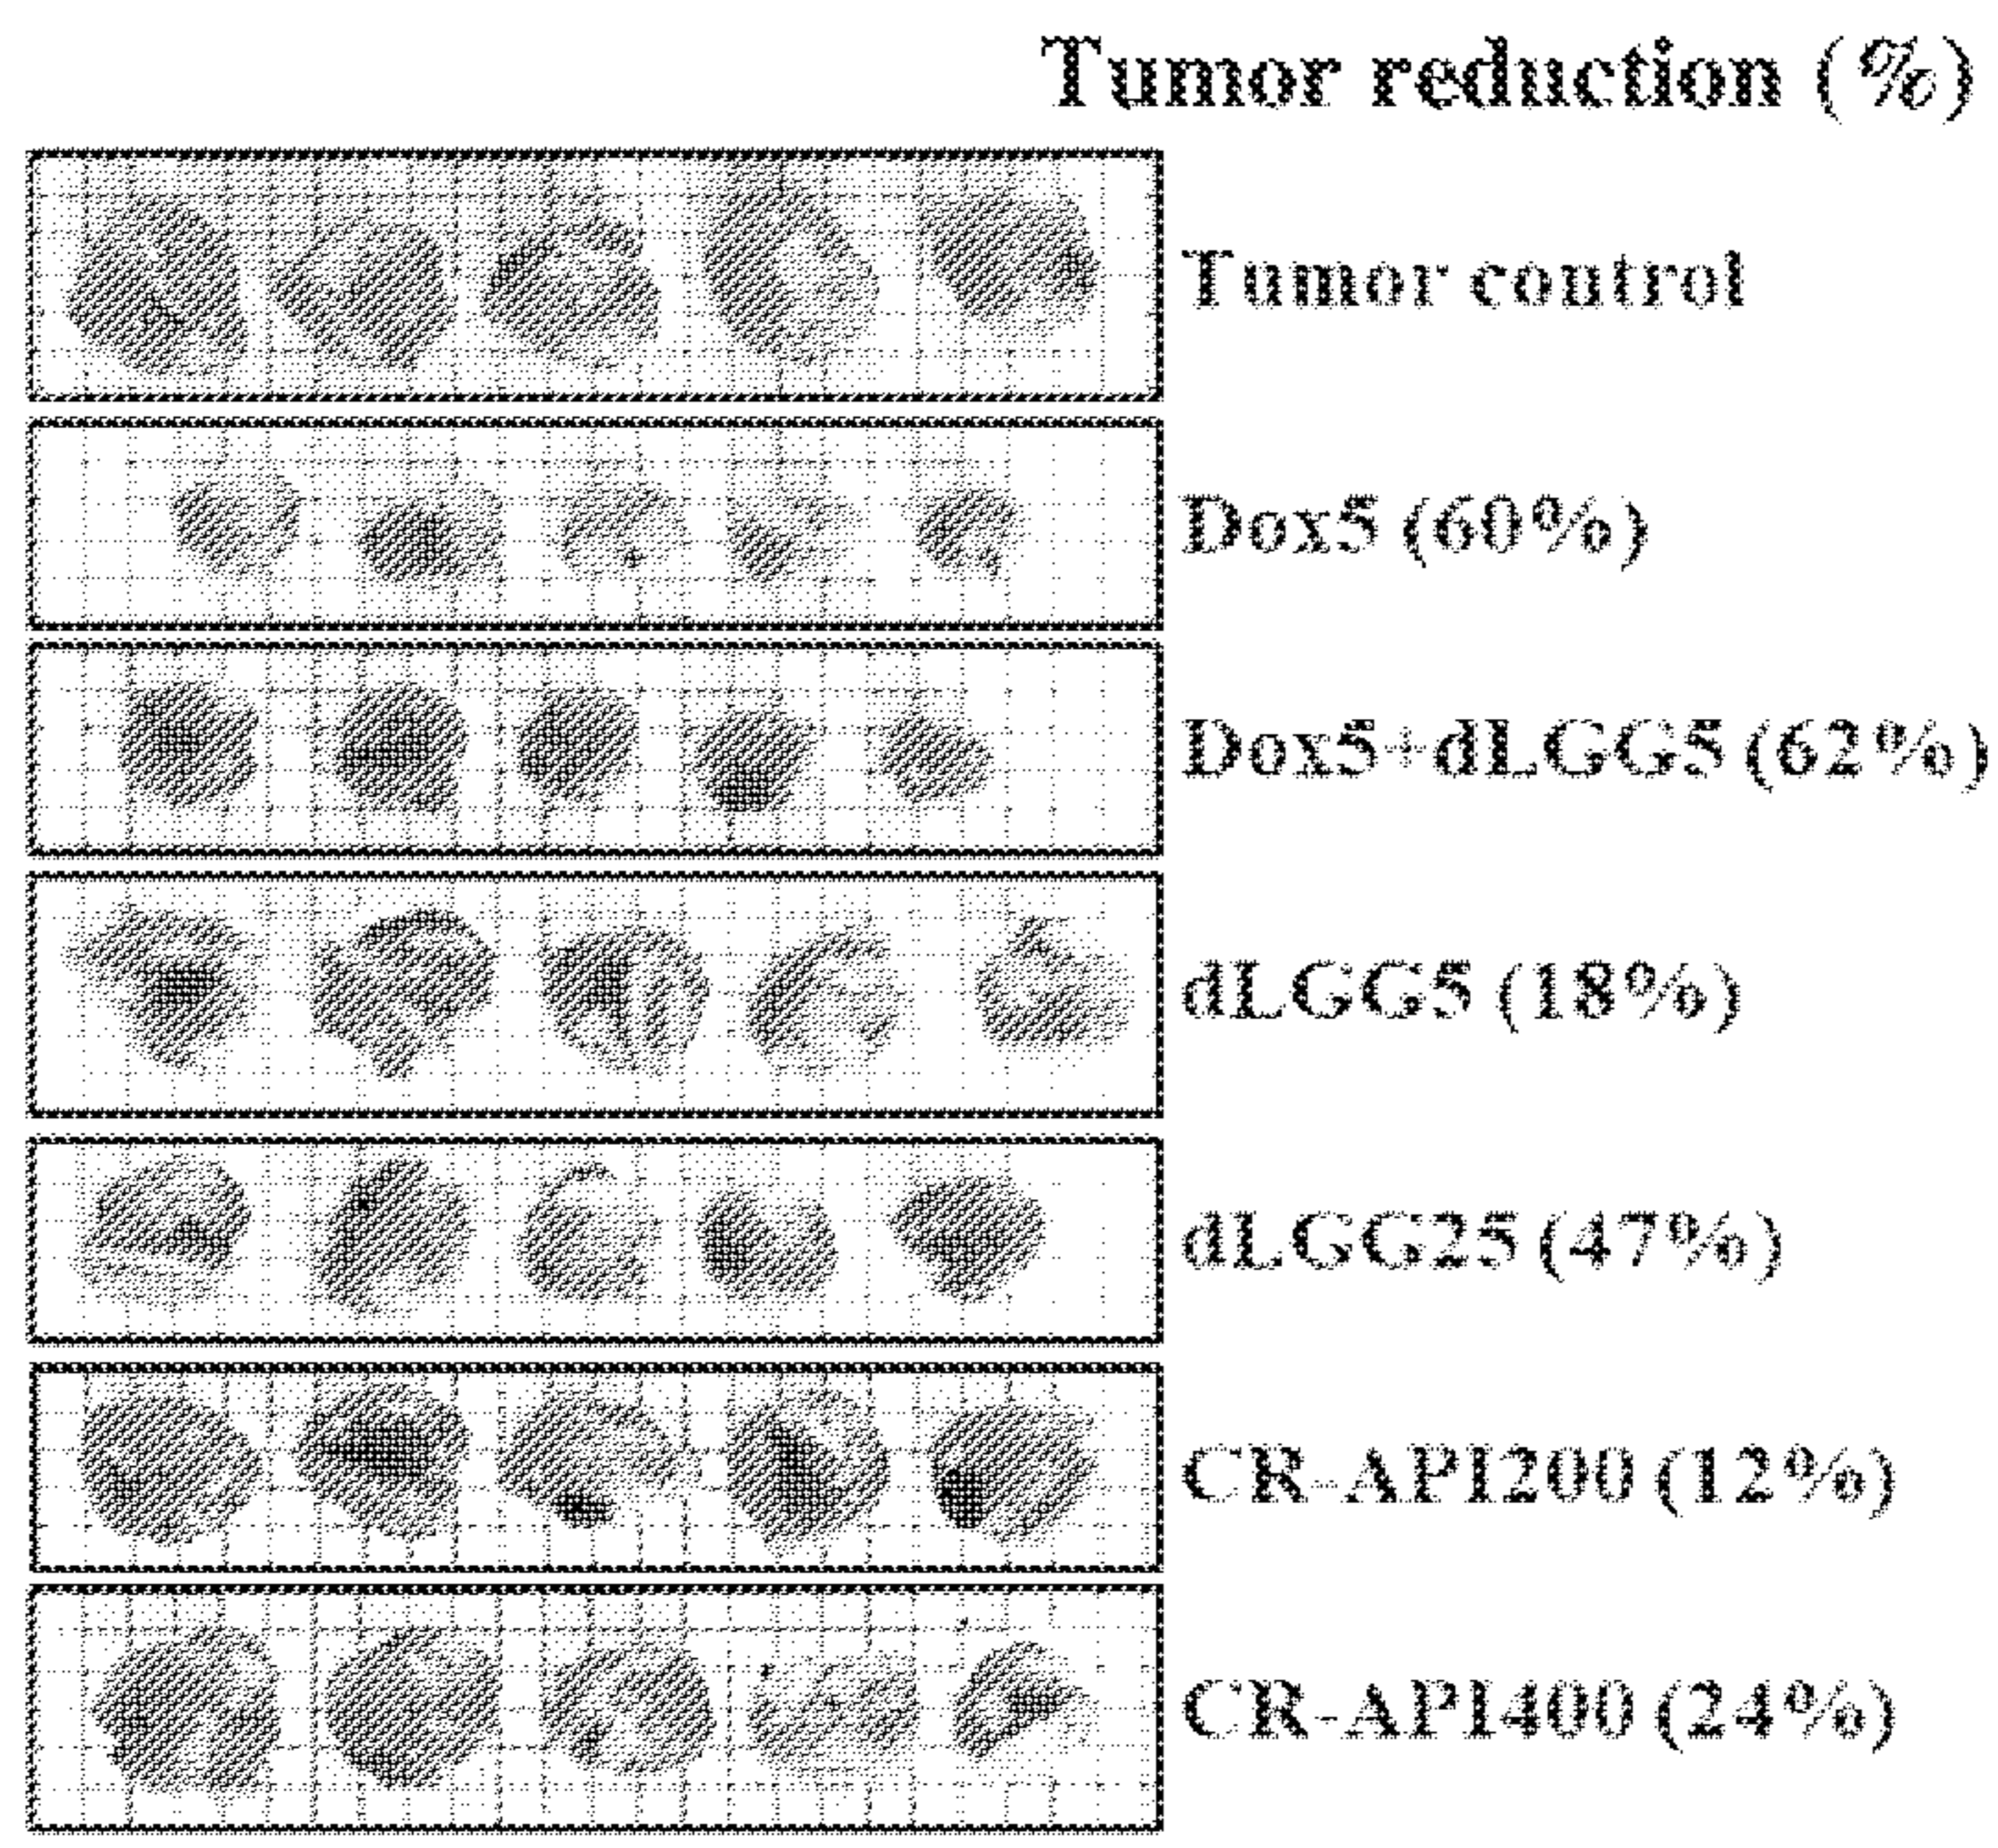 Tumor reduction (%)
Tumor control
Dox5 (60%)
Dox5+dLGG5 (62%)
dLGG5 (18%)
dLGG25 (47%)
CR-API200 (12%)
CR-API400 (24%)